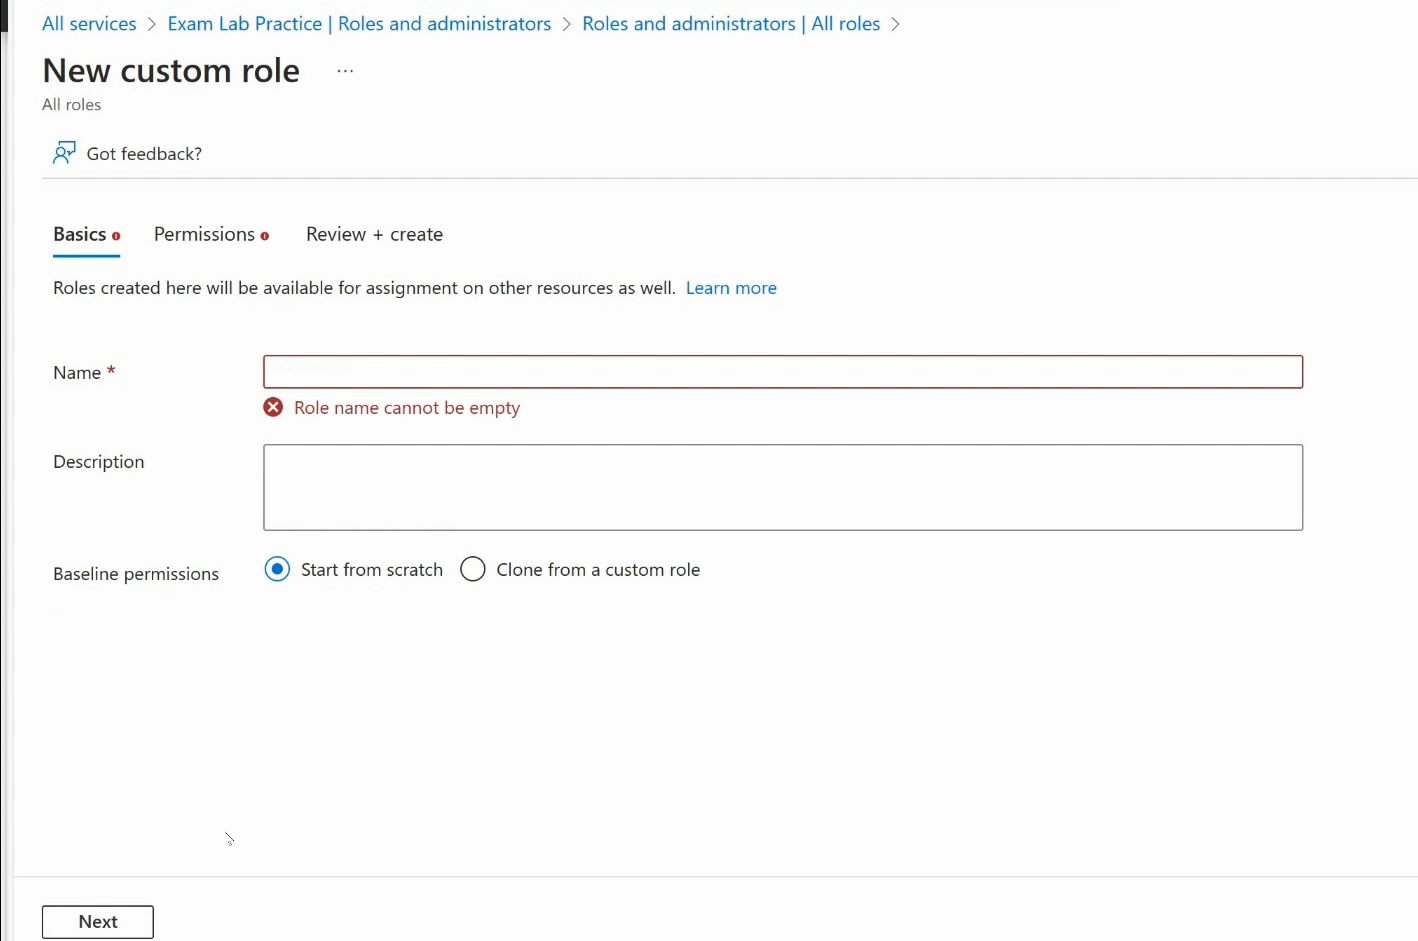 All services > Exam Lab Practice | Roles and administrators > Roles and administrators | All roles >
New custom role ...
All roles
Got feedback?
Basics Permissions Review + create
Roles created here will be available for assignment on other resources as well. Learn more
Name *
Role name cannot be empty
Description
Baseline permissions Start from scratch Clone from a custom role
Next